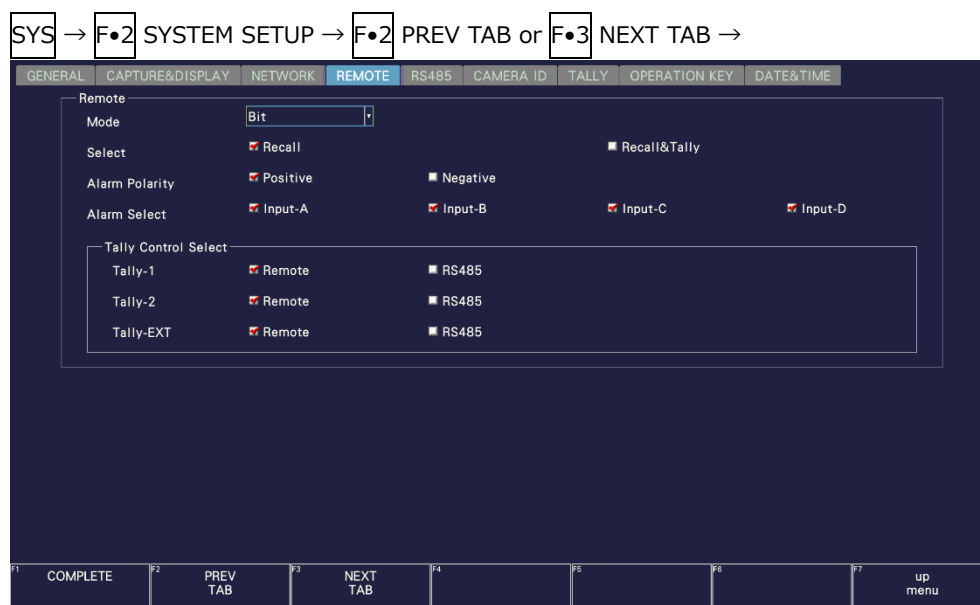 SYS → F•2 SYSTEM SETUP → F•2 PREV TAB or F•3 NEXT TAB →
GENERAL CAPTURE&DISPLAY NETWORK REMOTE RS485 CAMERA ID TALLY OPERATION KEY DATE&TIME
Remote
Mode Bit
Select Recall Recall&Tally
Alarm Polarity Positive Negative
Alarm Select Input-A Input-B Input-C Input-D
Tally Control Select
Tally-1 Remote RS485
Tally-2 Remote RS485
Tally-EXT Remote RS485
F1 COMPLETE F2 PREV F3 NEXT F4 F5 F6 F7 up
TAB TAB menu